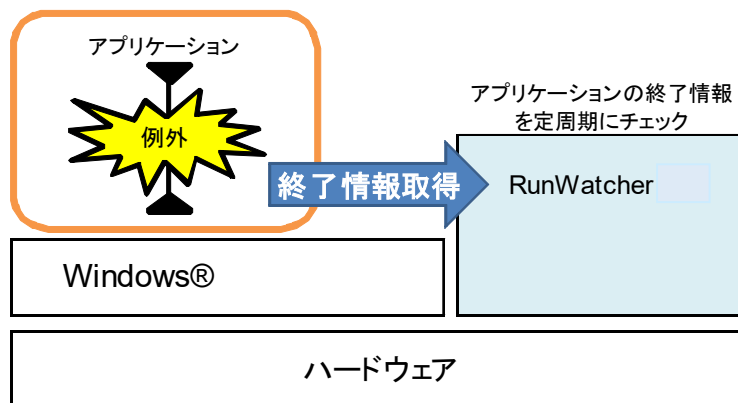 アプリケーション
例外
アプリケーションの終了情報
を定周期にチェック
終了情報取得
RunWatcher
Windows®
ハードウェア